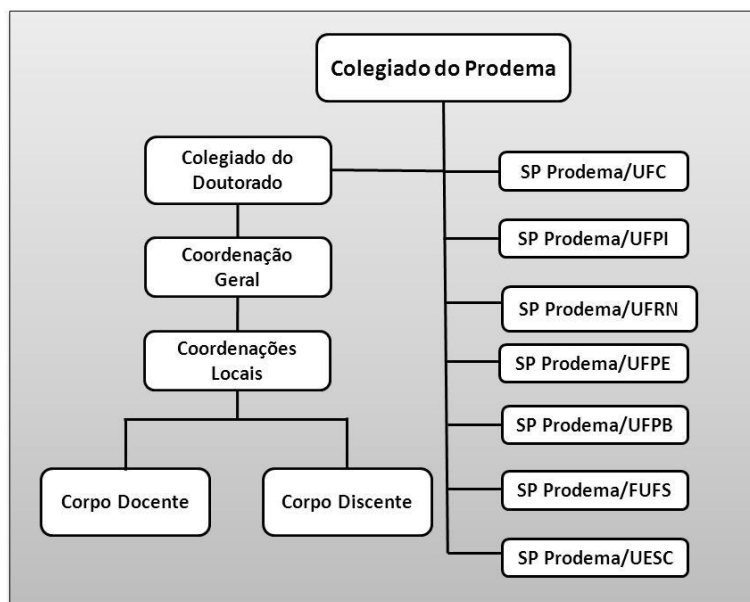 Colegiado do Prodema
Colegiado do
Doutorado
Coordenação
Geral
Coordenações
Locais
Corpo Docente
Corpo Discente
SP Prodema/UFC
SP Prodema/UFPI
SP Prodema/UFRN
SP Prodema/UFPE
SP Prodema/UFPB
SP Prodema/FUFS
SP Prodema/UESC